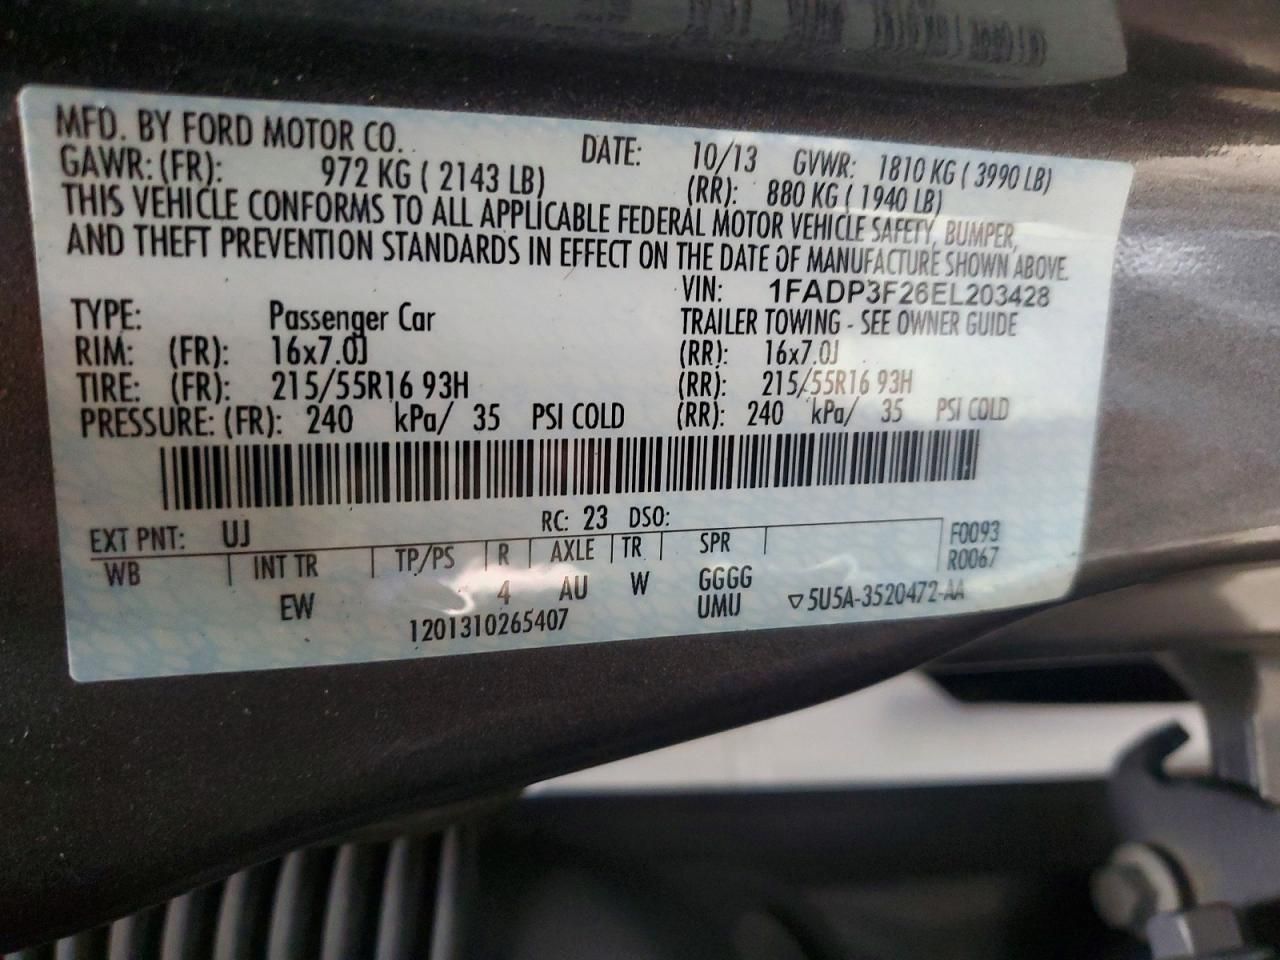 MFD. BY FORD MOTOR CO. DATE: 10/13 GVWR: 1810 KG ( 3990 LB)
GAWR: (FR): 972 KG ( 2143 LB) (RR): 880 KG ( 1940 LB)
THIS VEHICLE CONFORMS TO ALL APPLICABLE FEDERAL MOTOR VEHICLE SAFETY, BUMPER,
AND THEFT PREVENTION STANDARDS IN EFFECT ON THE DATE OF MANUFACTURE SHOWN ABOVE.
VIN: 1FADP3F26EL203428
TYPE: Passenger Car TRAILER TOWING - SEE OWNER GUIDE
RIM: (FR): 16x7.0J (RR): 16x7.0J
TIRE: (FR): 215/55R16 93H (RR): 215/55R16 93H
PRESSURE: (FR): 240 kPa/ 35 PSI COLD (RR): 240 kPa/ 35 PSI COLD
EXT PNT: UJ RC: 23 DSO: F0093
WB INT TR TP/PS R AXLE TR SPR R0067
EW 4 AU W GGGG ▽5U5A-3520472-AA
1201310265407 UMU